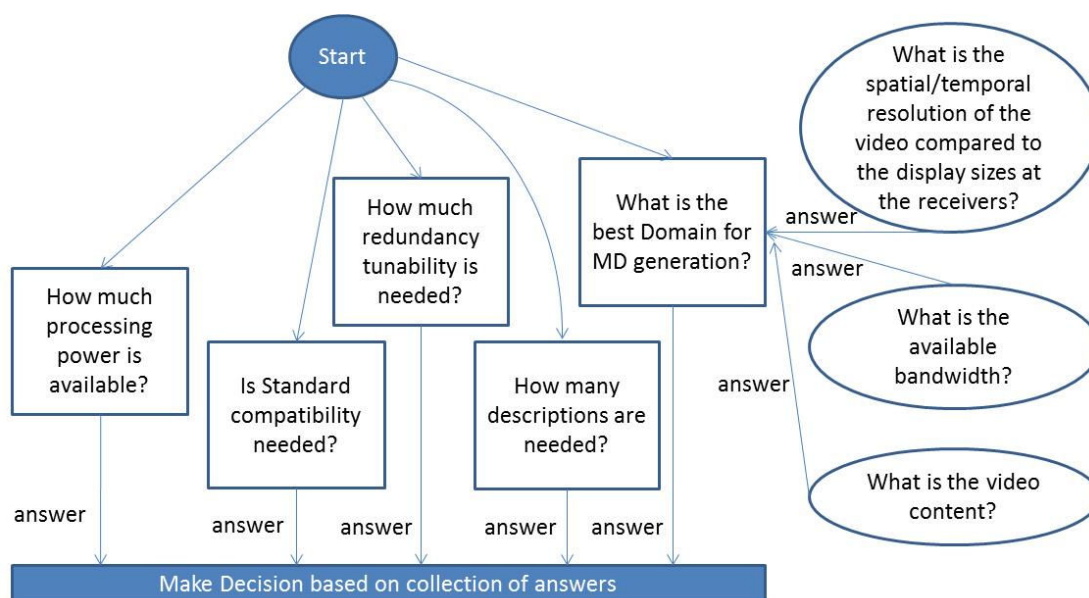 Start
What is the
spatial/temporal
resolution of the
video compared to
the display sizes at
the receivers?
How much
redundancy
tunability is
needed?
What is the
best Domain for
MD generation?
answer
answer
How much
processing
power is
available?
Is Standard
compatibility
needed?
How many
descriptions are
needed?
answer
What is the
available
bandwidth?
What is the video
content?
answer
answer
answer
answer
answer
Make Decision based on collection of answers